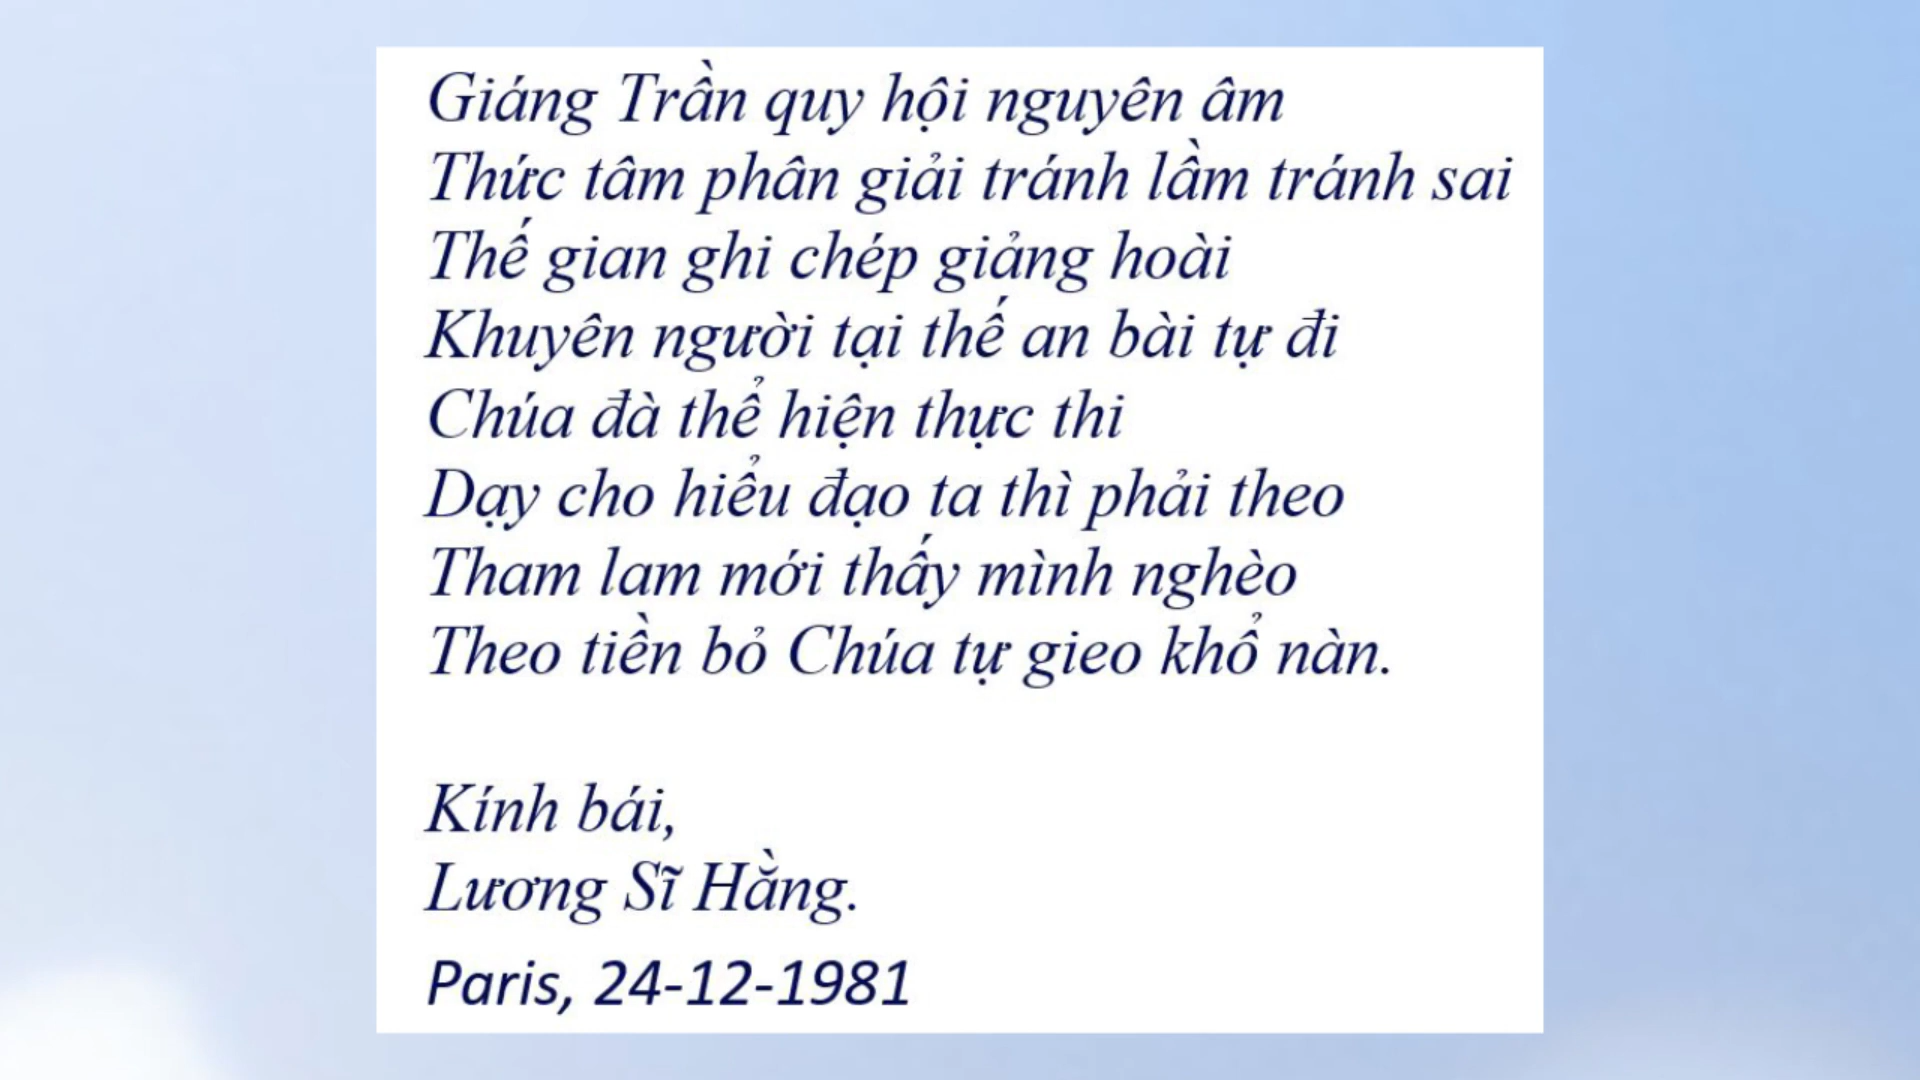 Giáng Trần quy hội nguyên âm
Thức tâm phân giải tránh lầm tránh sai
Thế gian ghi chép giảng hoài
Khuyên người tại thế an bài tự đi
Chúa đà thể hiện thực thi
Dạy cho hiểu đạo ta thì phải theo
Tham lam mới thấy mình nghèo
Theo tiền bỏ Chúa tự gieo khổ nàn.
Kính bái,
Lương Sĩ Hằng.
Paris, 24-12-1981